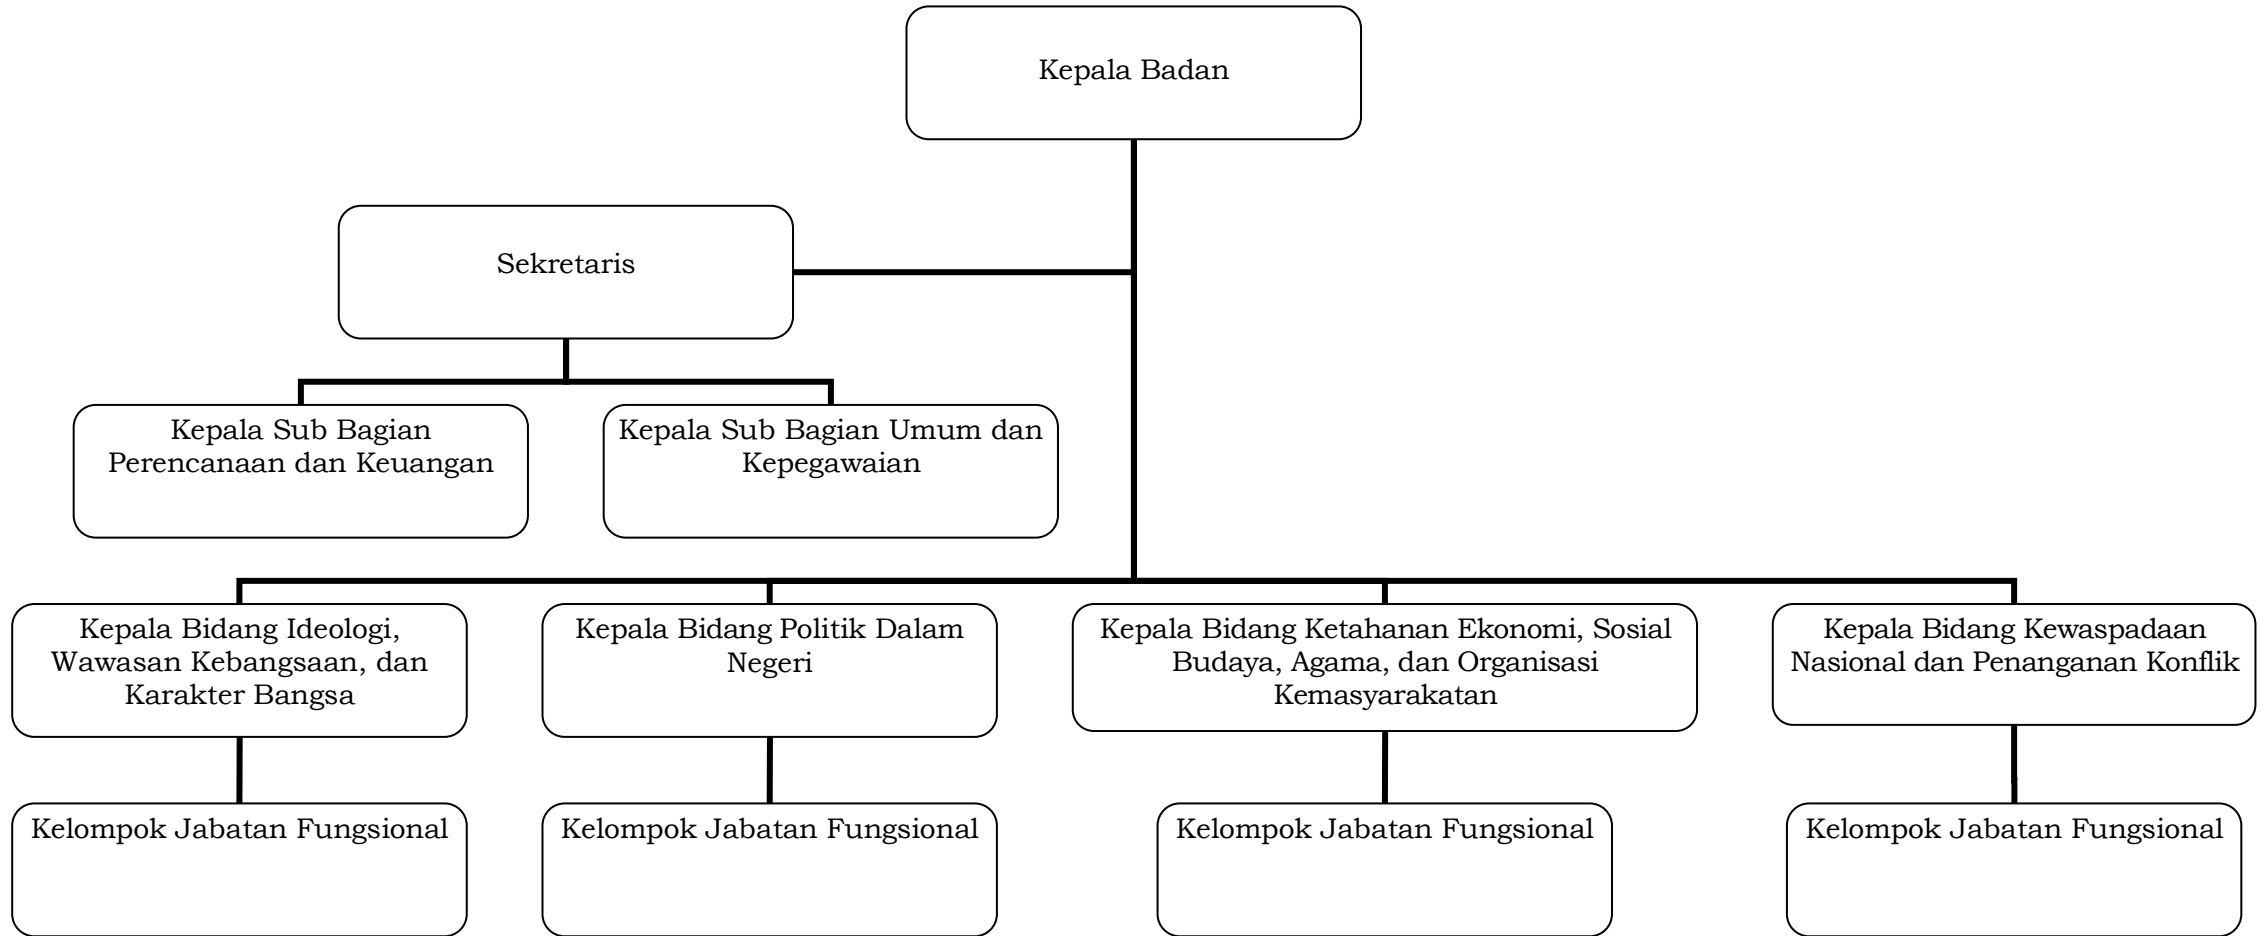 Kepala Badan
Sekretaris
Kepala Sub Bagian
Perencanaan dan Keuangan
Kepala Sub Bagian Umum dan
Kepegawaian
Kepala Bidang Ideologi,
Wawasan Kebangsaan, dan
Karakter Bangsa
Kepala Bidang Politik Dalam
Negeri
Kepala Bidang Ketahanan Ekonomi, Sosial
Budaya, Agama, dan Organisasi
Kemasyarakatan
Kepala Bidang Kewaspadaan
Nasional dan Penanganan Konflik
Kelompok Jabatan Fungsional
Kelompok Jabatan Fungsional
Kelompok Jabatan Fungsional
Kelompok Jabatan Fungsional